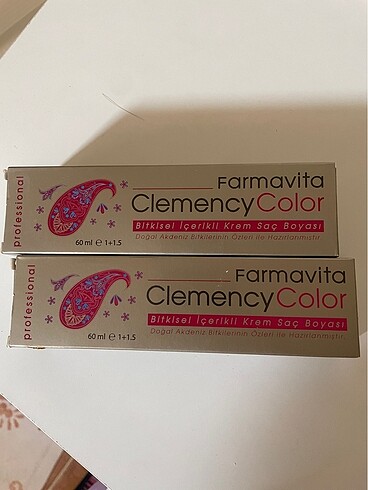 professional
Farmavita
ClemencyColor
Bitkisel İçerikli Krem Saç Boyası
Doğal Akdeniz Bitkilerinin Özleri ile Hazırlanmıştır.
60 ml ℮ 1+1.5
professional
Farmavita
ClemencyColor
Bitkisel İçerikli Krem Saç Boyası
Doğal Akdeniz Bitkilerinin Özleri ile Hazırlanmıştır.
60 ml ℮ 1+1.5